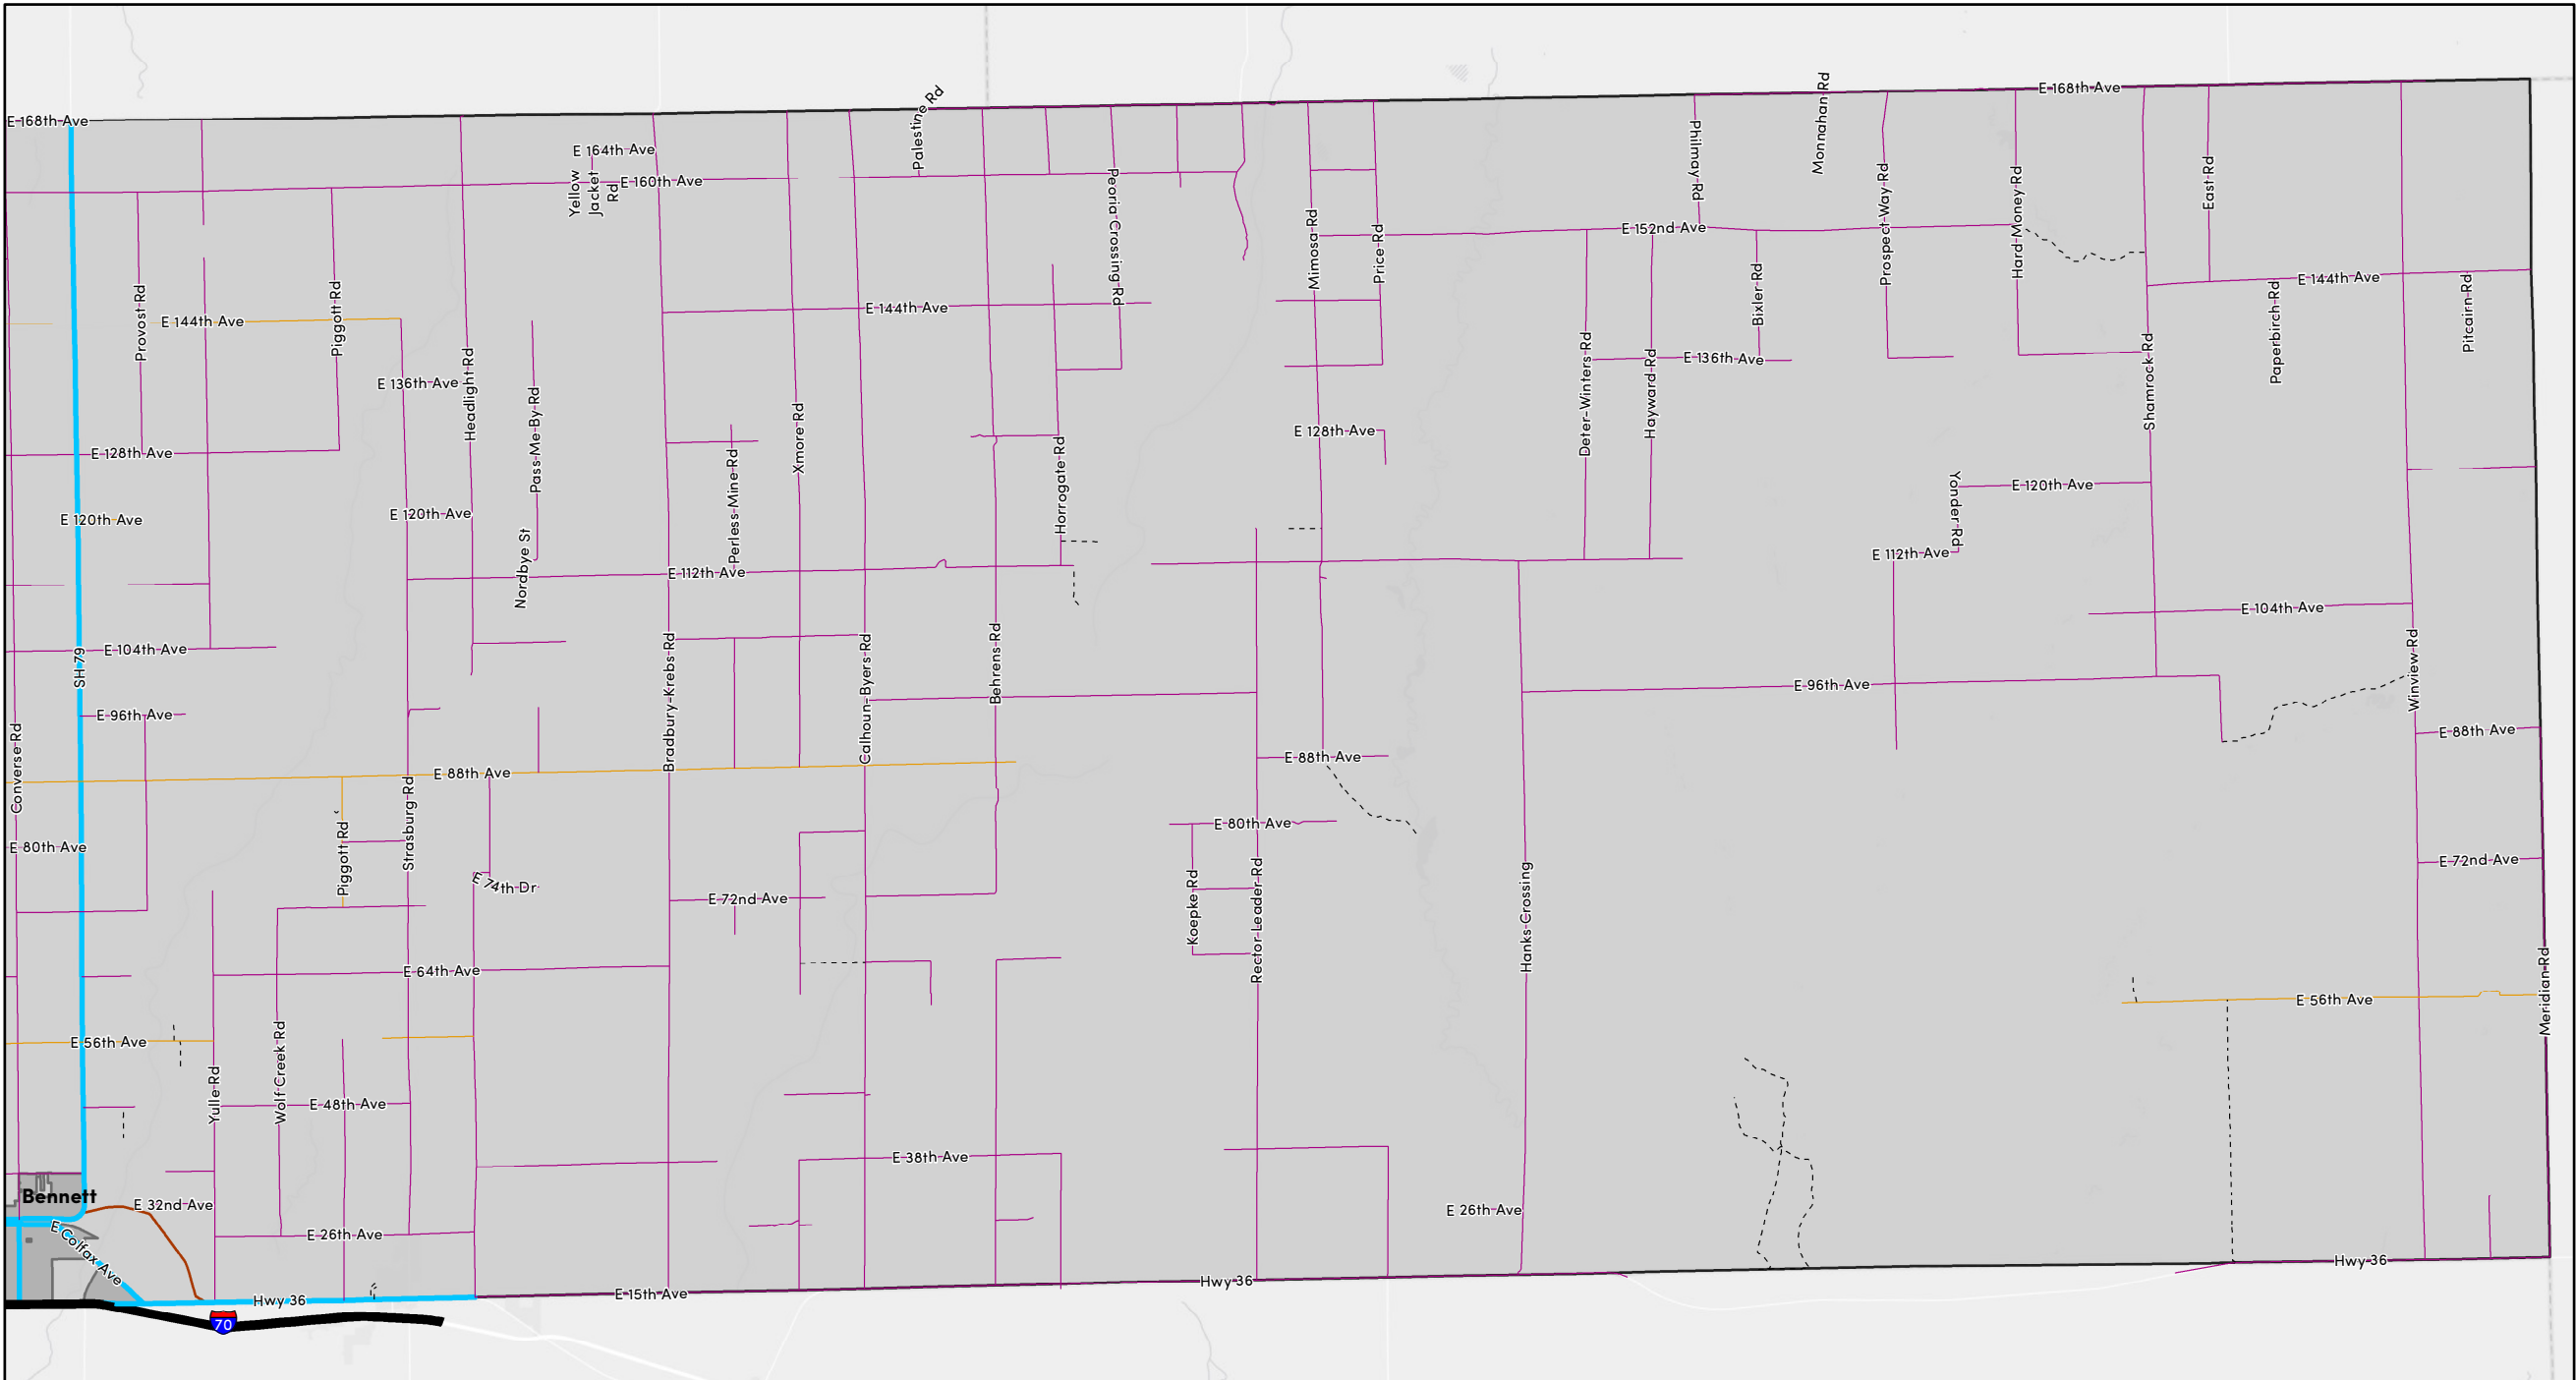 E 168th Ave
Palestine Rd
Monnahan Rd
E 168th Ave
E 164th Ave
Yellow
Jacket
Rd
E 160th Ave
Philmay Rd
Peoria Crossing Rd
Mimosa Rd
Price Rd
E 152nd Ave
Prospect Way Rd
Hard Money Rd
East Rd
Provost Rd
E 144th Ave
Piggott Rd
E 144th Ave
Bixler Rd
E 144th Ave
Paperbirch Rd
Pitcairn Rd
E 136th Ave
Headlight Rd
Pass Me By Rd
Xmore Rd
Deter-Winters Rd
Hayward Rd
E 136th Ave
Shamrock Rd
E 128th Ave
E 128th Ave
Perless Mine Rd
Horrogate Rd
E 120th Ave
E 120th Ave
Nordbye St
Yonder Rd
E 120th Ave
E 112th Ave
E 112th Ave
E 104th Ave
E 104th Ave
SH 79
Bradbury-Krebs Rd
Calhoun-Byers Rd
Behrens Rd
Winview Rd
E 96th Ave
E 96th Ave
Converse Rd
E 88th Ave
E 88th Ave
E 88th Ave
Strasburg Rd
Piggott Rd
E 80th Ave
E 80th Ave
E 74th Dr
E 72nd Ave
E 72nd Ave
Koepke Rd
Rector Leader Rd
Hanks Crossing
E 64th Ave
Meridian Rd
E 56th Ave
E 56th Ave
Yulle Rd
Wolf Creek Rd
E 48th Ave
E 38th Ave
Bennett
E 32nd Ave
E 26th Ave
E 26th Ave
E Colfax Ave
Hwy 36
E 15th Ave
Hwy 36
Hwy 36
70